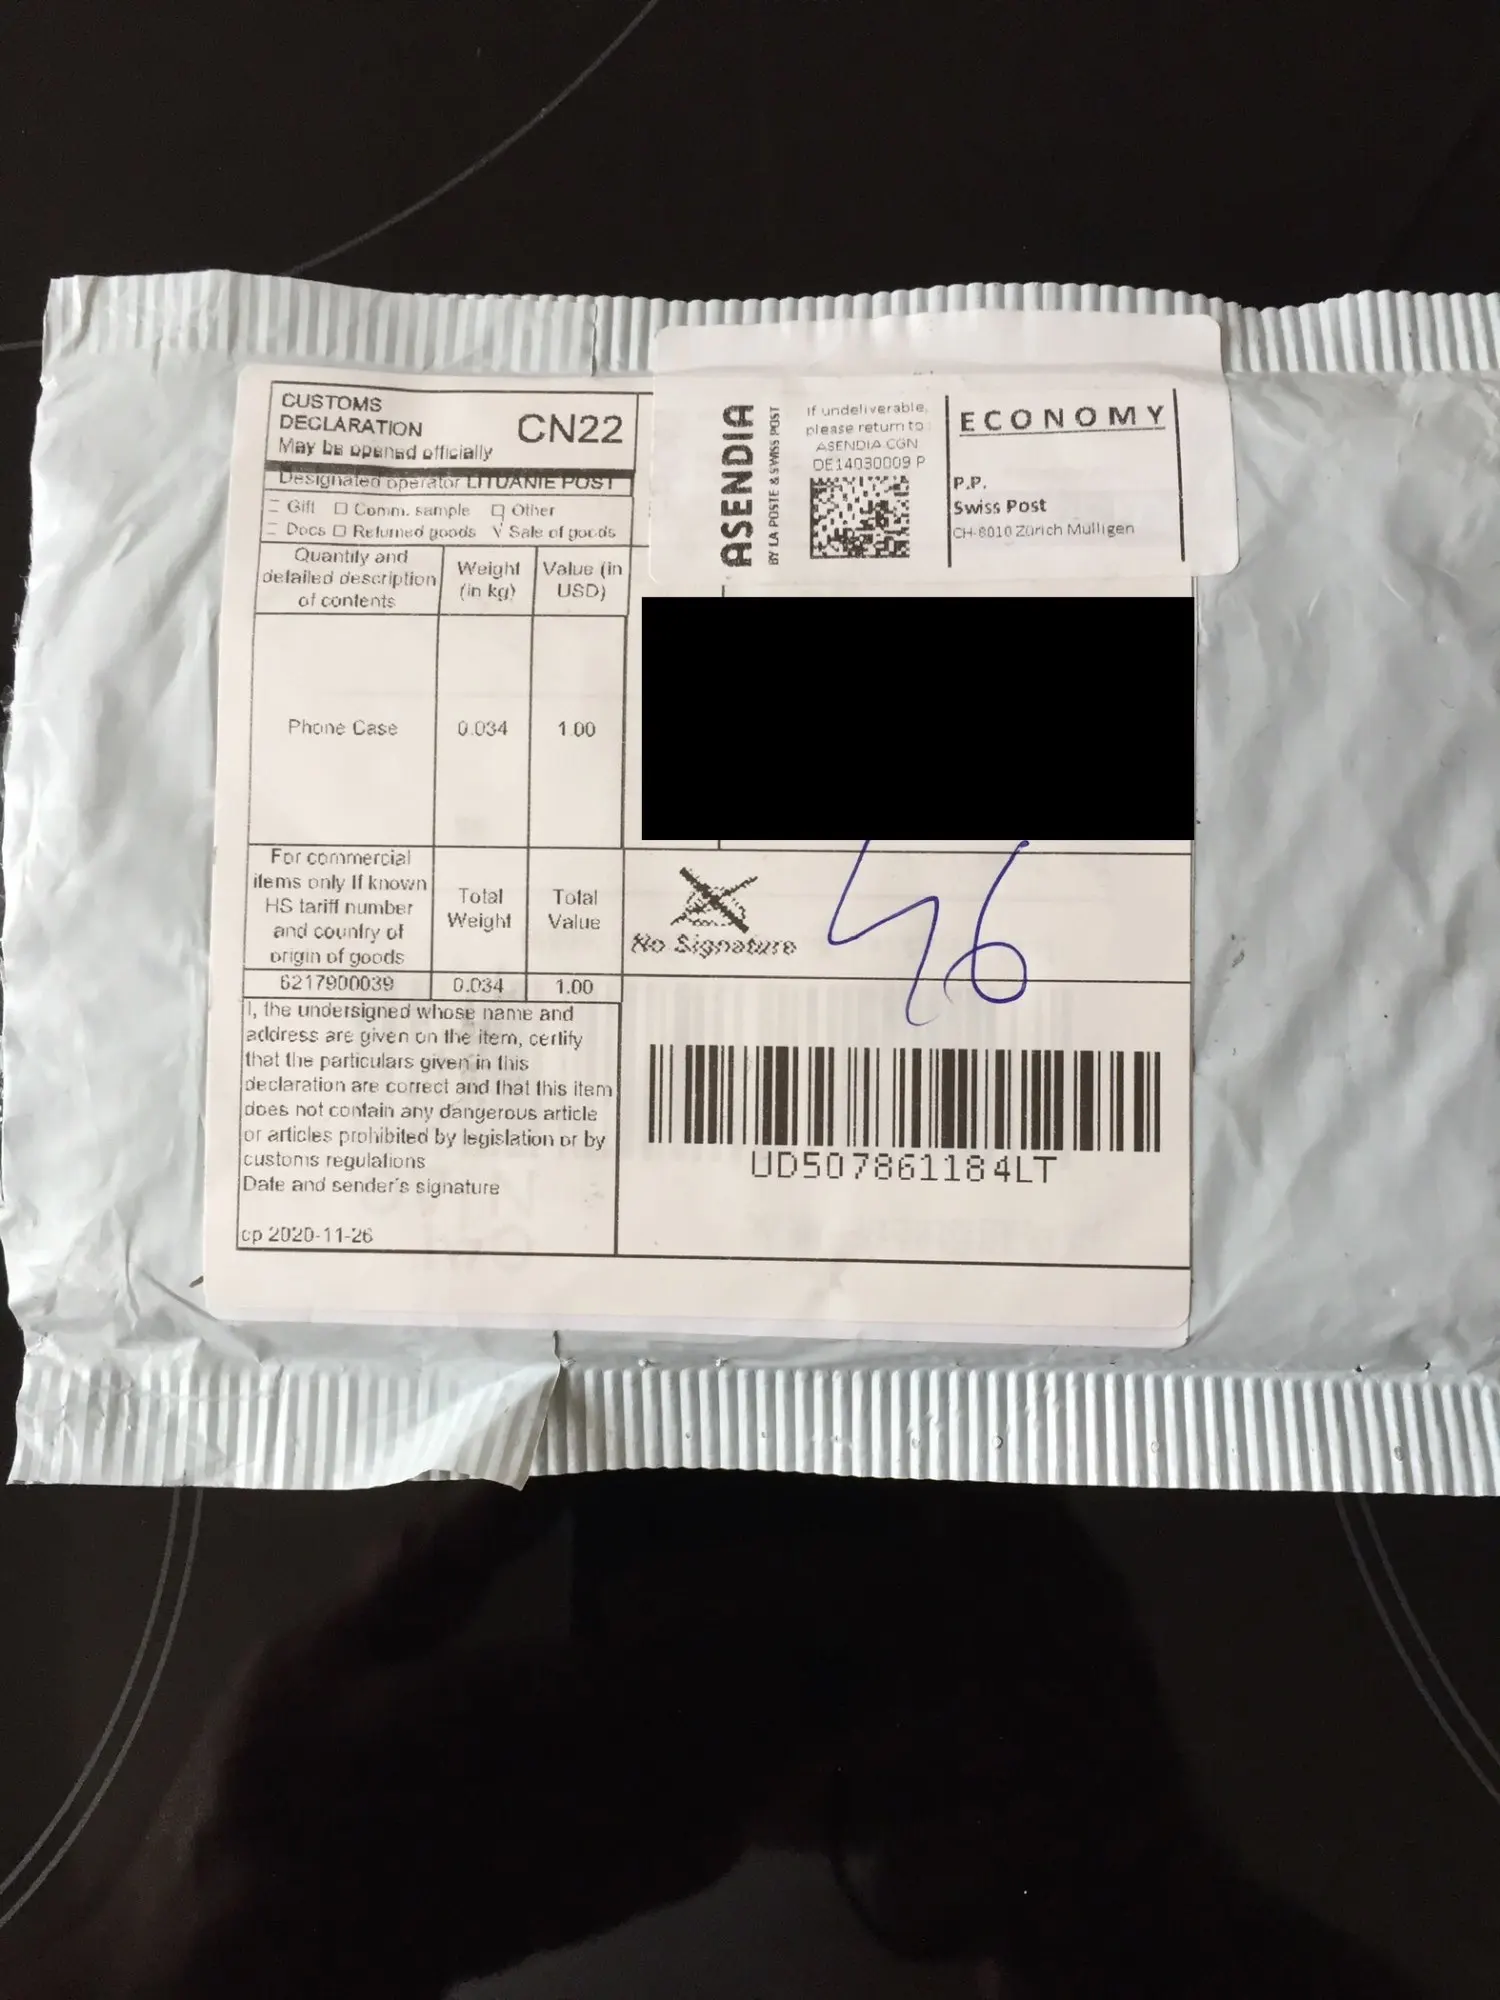 CUSTOMS
DECLARATION
CN22
May be opened officially
Designated operator LITUANIE POST
Gift Comm. sample Other
Docs Returned goods √ Sale of goods
Quantity and
detailed description
of contents
Weight
(in kg)
Value (in
USD)
Phone Case
0.034
1.00
For commercial
items only If known
HS tariff number
and country of
origin of goods
Total
Weight
Total
Value
6217900039
0.034
1.00
I, the undersigned whose name and
address are given on the item, certify
that the particulars given in this
declaration are correct and that this item
does not contain any dangerous article
or articles prohibited by legislation or by
customs regulations
Date and sender's signature
cp 2020-11-26
ASENDIA
BY LA POSTE & SWISS POST
If undeliverable,
please return to:
ASENDIA CGN
DE14030009 P
ECONOMY
P.P.
Swiss Post
CH-8010 Zürich Mülligen
No Signature
46
UD507861184LT